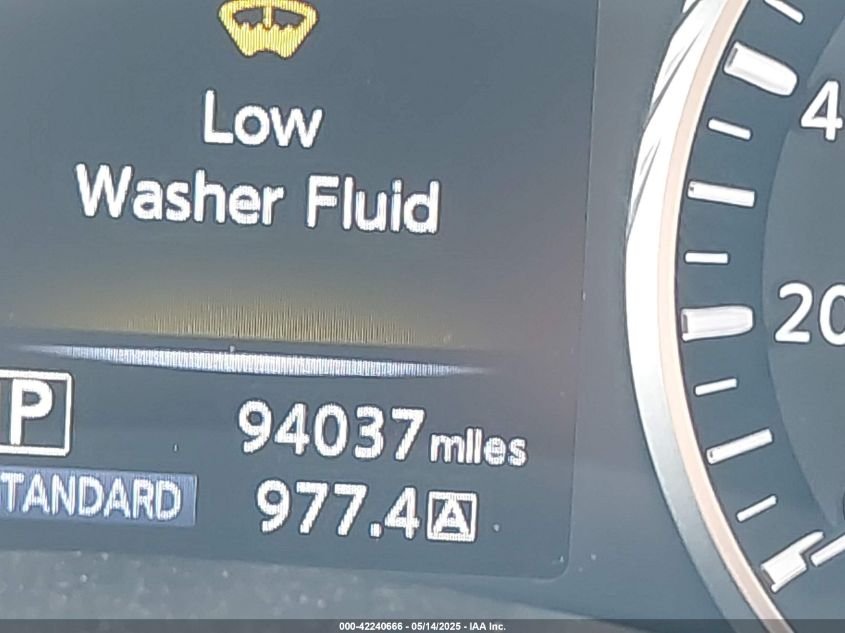 Low
Washer Fluid
P
94037 miles
TANDARD
977.4 A
4
20
000-42240666 - 05/14/2025 - IAA Inc.